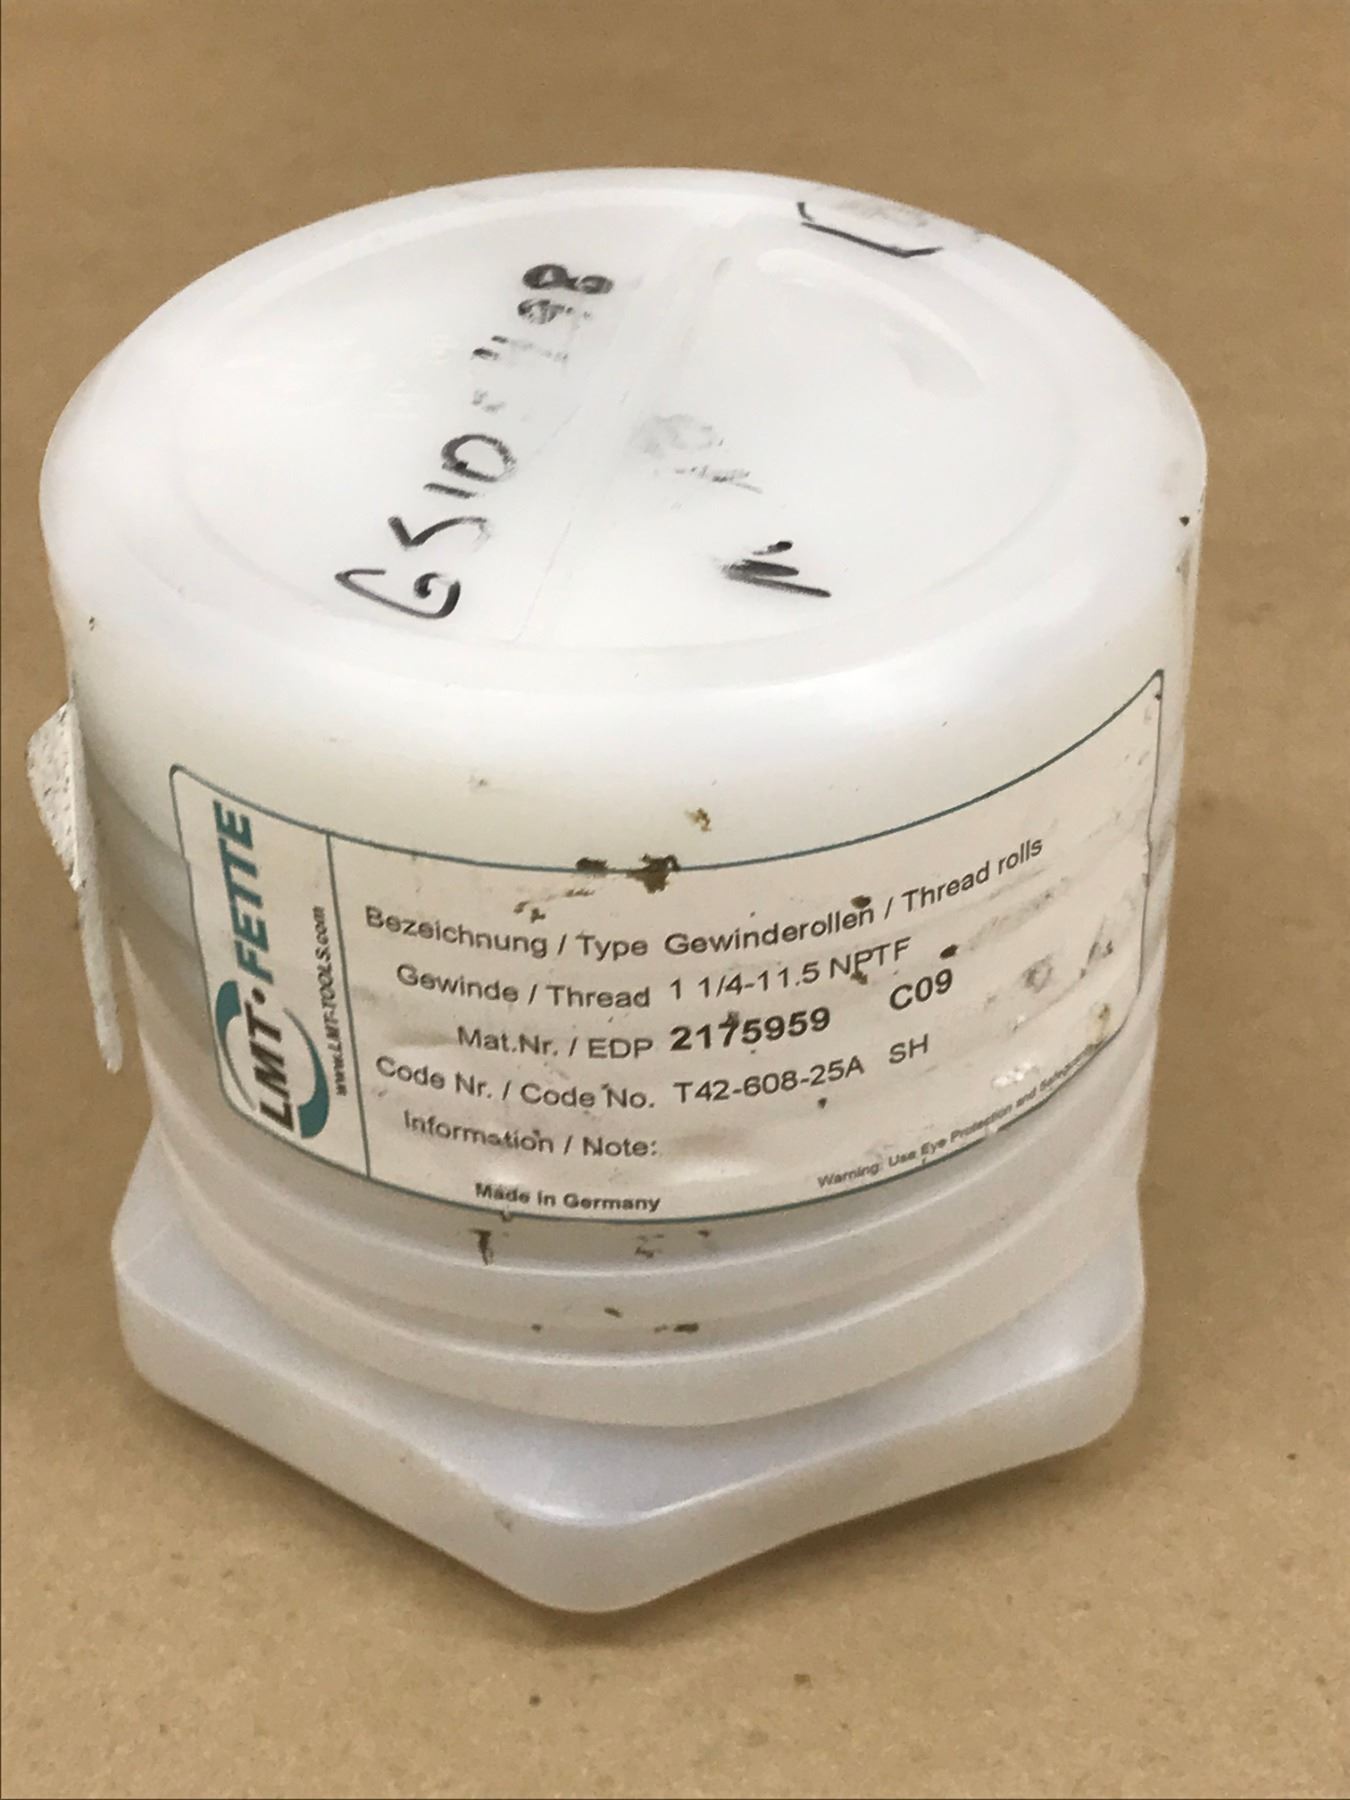 6510
LMT·FETTE
www.LMT-TOOLS.com
Bezeichnung / Type Gewinderollen / Thread rolls
Gewinde / Thread 1 1/4-11.5 NPTF
Mat.Nr. / EDP 2175959 C09
Code Nr. / Code No. T42-608-25A SH
Information / Note:
Made in Germany
Warning: Use Eye Protection and